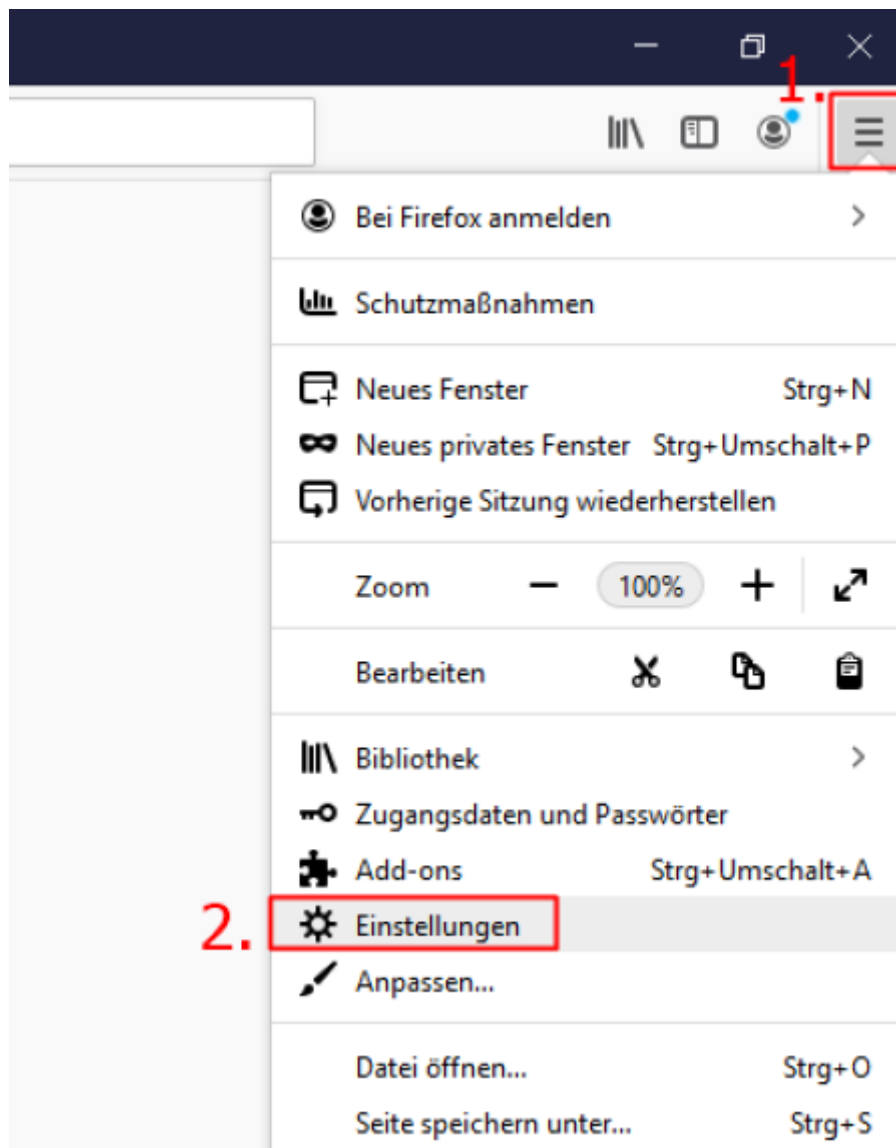 1.
Bei Firefox anmelden
Schutzmaßnahmen
Neues Fenster Strg+N
Neues privates Fenster Strg+Umschalt+P
Vorherige Sitzung wiederherstellen
Zoom 100%
Bearbeiten
Bibliothek
Zugangsdaten und Passwörter
Add-ons Strg+Umschalt+A
2. Einstellungen
Anpassen...
Datei öffnen... Strg+O
Seite speichern unter... Strg+S